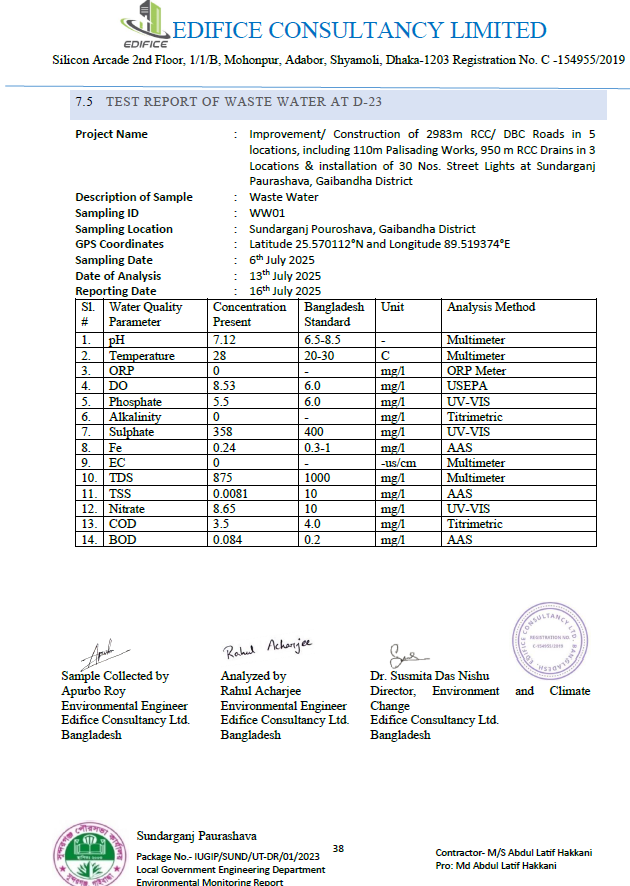 EDIFICE
EDIFICE CONSULTANCY LIMITED
Silicon Arcade 2nd Floor, 1/1/B, Mohonpur, Adabor, Shyamoli, Dhaka-1203 Registration No. C -154955/2019
7.5 TEST REPORT OF WASTE WATER AT D-23
Project Name : Improvement/ Construction of 2983m RCC/ DBC Roads in 5
locations, including 110m Palisading Works, 950 m RCC Drains in 3
Locations & installation of 30 Nos. Street Lights at Sundarganj
Paurashava, Gaibandha District
Description of Sample : Waste Water
Sampling ID : WW01
Sampling Location : Sundarganj Pouroshava, Gaibandha District
GPS Coordinates : Latitude 25.570112°N and Longitude 89.519374°E
Sampling Date : 6th July 2025
Date of Analysis : 13th July 2025
Reporting Date : 16th July 2025
Sl. Water Quality Concentration Bangladesh Unit Analysis Method
# Parameter Present Standard
1. pH 7.12 6.5-8.5 - Multimeter
2. Temperature 28 20-30 C Multimeter
3. ORP 0 - mg/l ORP Meter
4. DO 8.53 6.0 mg/l USEPA
5. Phosphate 5.5 6.0 mg/l UV-VIS
6. Alkalinity 0 - mg/l Titrimetric
7. Sulphate 358 400 mg/l UV-VIS
8. Fe 0.24 0.3-1 mg/l AAS
9. EC 0 - -us/cm Multimeter
10. TDS 875 1000 mg/l Multimeter
11. TSS 0.0081 10 mg/l AAS
12. Nitrate 8.65 10 mg/l UV-VIS
13. COD 3.5 4.0 mg/l Titrimetric
14. BOD 0.084 0.2 mg/l AAS
Rahul Acharjee
EDIFICE CONSULTANCY LTD. BANGLADESH
REGISTRATION NO.
C-154955/2019
Sample Collected by Analyzed by Dr. Susmita Das Nishu
Apurbo Roy Rahul Acharjee Director, Environment and Climate
Environmental Engineer Environmental Engineer Change
Edifice Consultancy Ltd. Edifice Consultancy Ltd. Edifice Consultancy Ltd.
Bangladesh Bangladesh Bangladesh
Sundarganj Paurashava
38
Package No.- IUGIP/SUND/UT-DR/01/2023 Contractor- M/S Abdul Latif Hakkani
Local Government Engineering Department Pro: Md Abdul Latif Hakkani
Environmental Monitoring Report